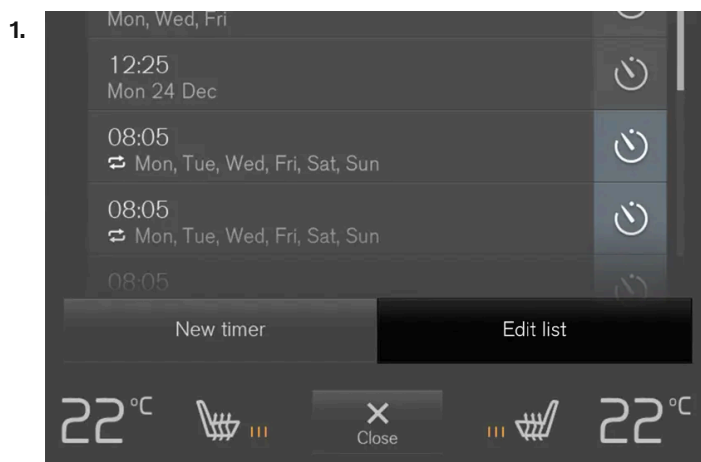 1.
Mon, Wed, Fri
12:25
Mon 24 Dec
08:05
Mon, Tue, Wed, Fri, Sat, Sun
08:05
Mon, Tue, Wed, Fri, Sat, Sun
08:05
New timer
Edit list
22°C
Close
22°C